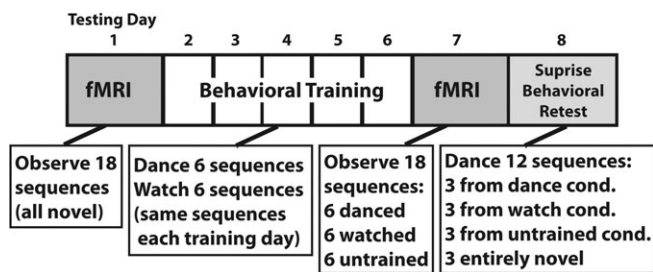 Testing Day
1 2 3 4 5 6 7 8
fMRI
Behavioral Training
fMRI
Suprise
Behavioral
Retest
Observe 18
sequences
(all novel)
Dance 6 sequences
Watch 6 sequences
(same sequences
each training day)
Observe 18
sequences:
6 danced
6 watched
6 untrained
Dance 12 sequences:
3 from dance cond.
3 from watch cond.
3 from untrained cond.
3 entirely novel